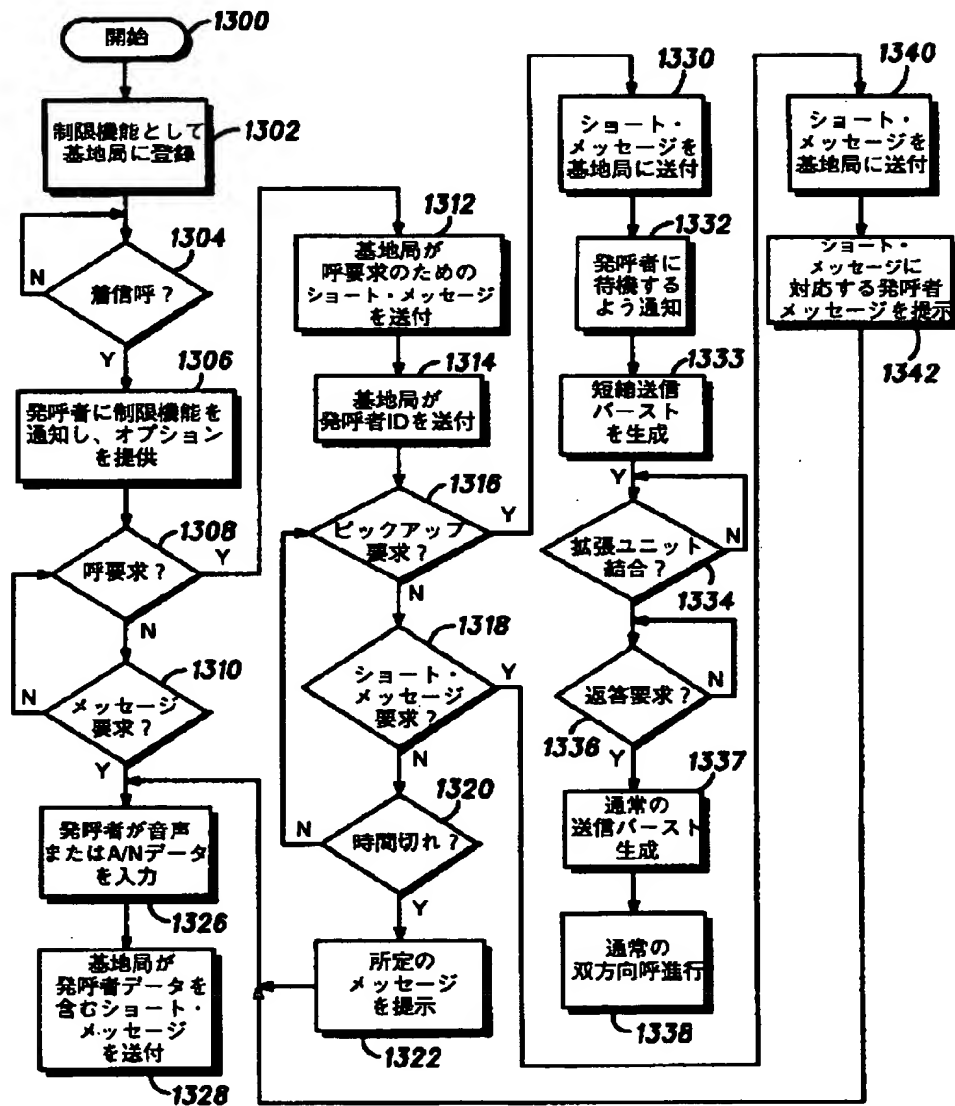 開始
1300
制限機能として
基地局に登録
1302
1304
着信呼？
N
Y
1306
発呼者に制限機能を
通知し、オプション
を提供
1308
呼要求？
Y
N
1310
メッセージ
要求？
N
Y
発呼者が音声
またはA/Nデータ
を入力
1326
基地局が
発呼者データを
含むショート・
メッセージ
を送付
1328
1312
基地局が
呼要求のための
ショート・メッセージ
を送付
1314
基地局が
発呼者IDを送付
1316
ピックアップ
要求？
Y
N
1318
ショート・
メッセージ
要求？
Y
N
1320
時間切れ？
N
Y
所定の
メッセージ
を提示
1322
1330
ショート・
メッセージを
基地局に送付
1332
発呼者に
待機する
よう通知
1333
短縮送信
バースト
を生成
Y
拡張ユニット
結合？
N
1334
返答要求？
N
1336
Y
1337
通常の
送信バースト
生成
通常の
双方向呼進行
1338
1340
ショート・
メッセージを
基地局に送付
ショート・
メッセージに
対応する発呼者
メッセージを提示
1342